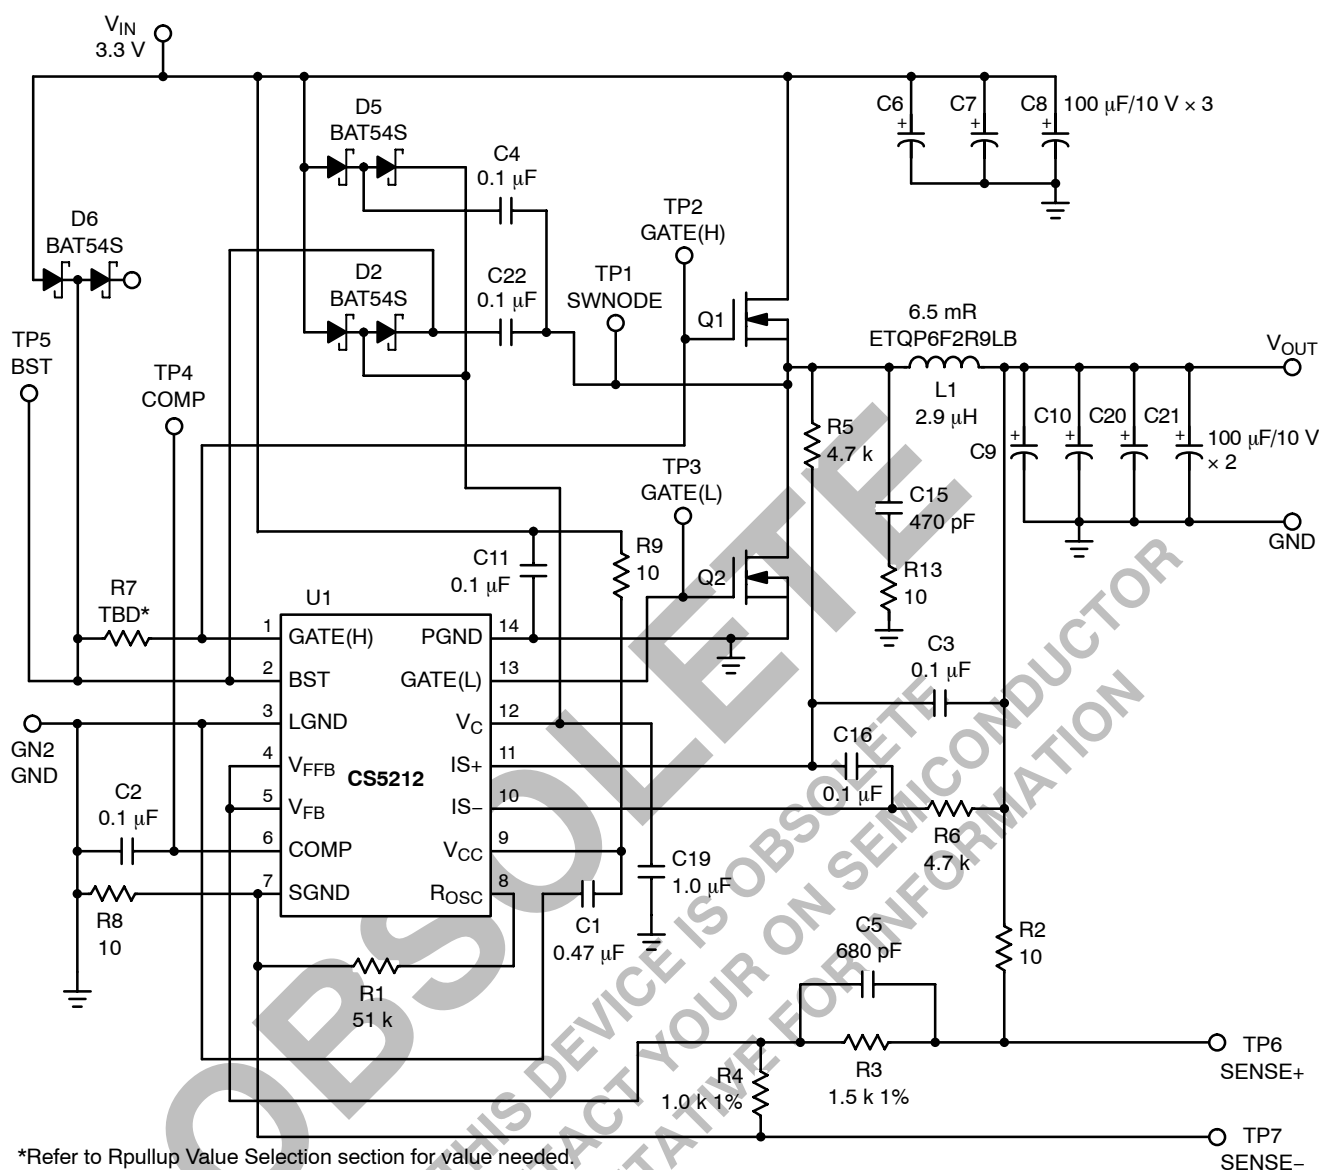 V_IN
3.3 V
D5
BAT54S
C4
0.1 μF
C6
C7
C8
100 μF/10 V × 3
+
+
+
D6
BAT54S
TP2
GATE(H)
D2
BAT54S
C22
0.1 μF
TP1
SWNODE
Q1
6.5 mR
ETQP6F2R9LB
L1
2.9 μH
V_OUT
TP5
BST
TP4
COMP
R5
4.7 k
C9
C10
C20
C21
+
+
+
+
100 μF/10 V
× 2
TP3
GATE(L)
C15
470 pF
GND
C11
0.1 μF
R9
10
Q2
R13
10
R7
TBD*
U1
1
GATE(H)
PGND
14
2
BST
GATE(L)
13
3
LGND
V_C
12
4
V_FFB
IS+
11
5
V_FB
IS−
10
6
COMP
V_CC
9
7
SGND
R_OSC
8
CS5212
C3
0.1 μF
GN2
GND
C16
0.1 μF
C2
0.1 μF
R6
4.7 k
C19
1.0 μF
R8
10
C1
0.47 μF
C5
680 pF
R2
10
R1
51 k
R4
1.0 k 1%
R3
1.5 k 1%
TP6
SENSE+
TP7
SENSE−
*Refer to Rpullup Value Selection section for value needed.
OBSOLETE
THIS DEVICE IS OBSOLETE
CONTACT YOUR ON SEMICONDUCTOR
REPRESENTATIVE FOR INFORMATION